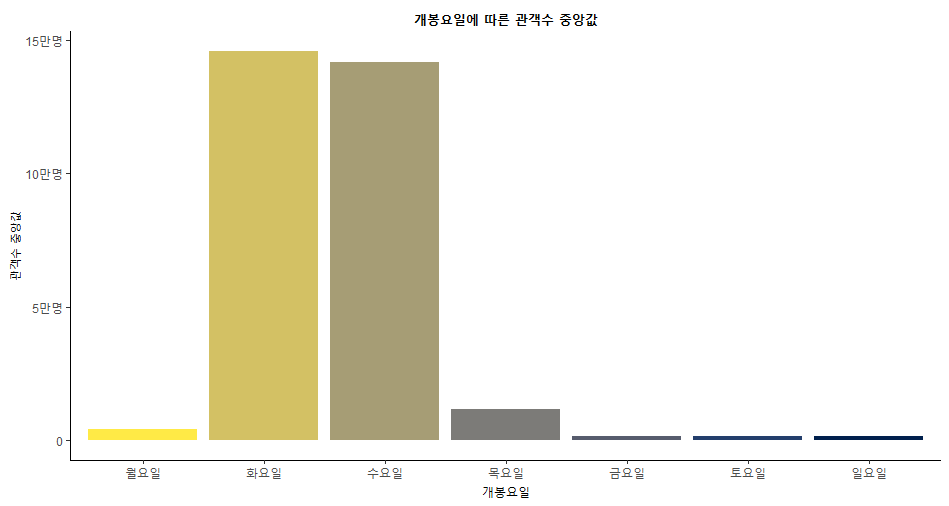 개봉요일에 따른 관객수 중앙값
15만명
10만명
5만명
0
관객수 중앙값
월요일 화요일 수요일 목요일 금요일 토요일 일요일
개봉요일